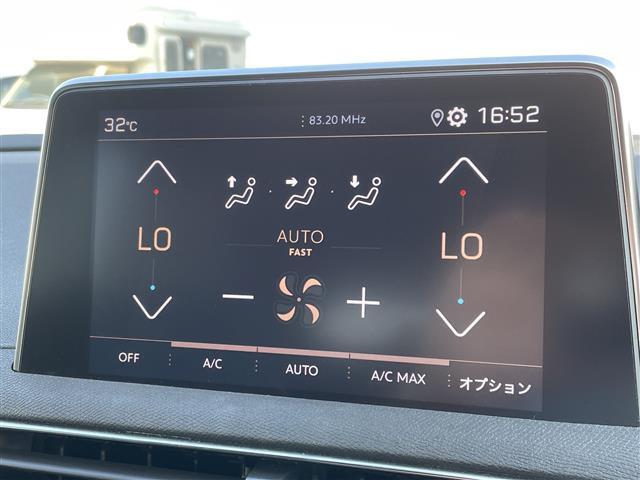 32°C 83.20 MHz 16:52
LO AUTO LO
FAST
OFF A/C AUTO A/C MAX オプション